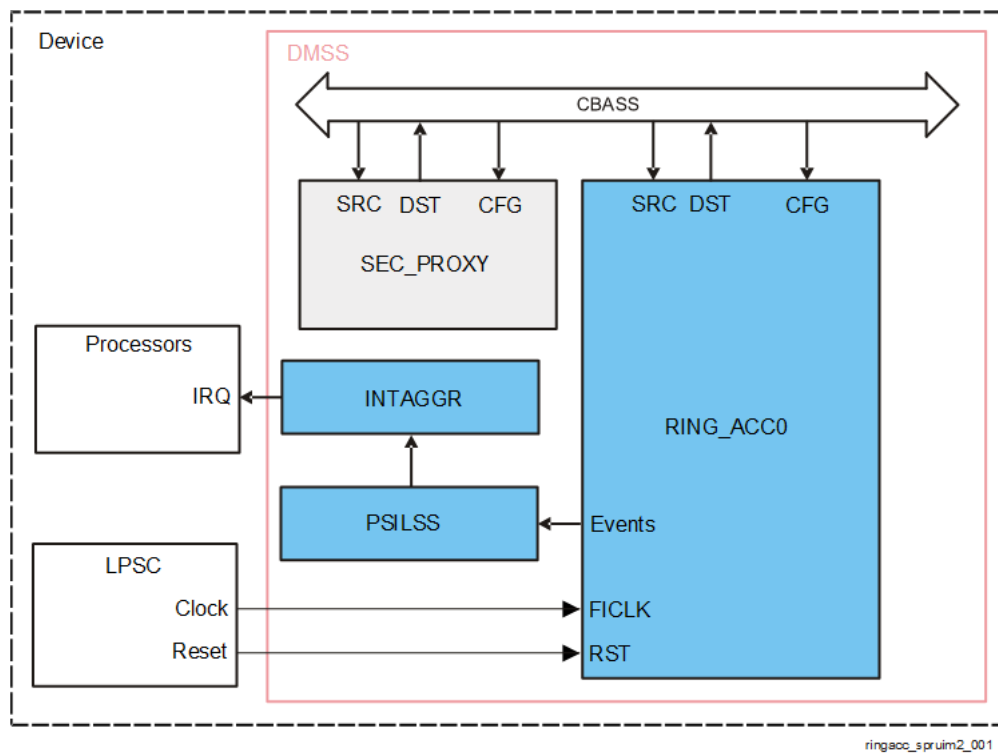 Device
DMSS
CBASS
SRC DST CFG
SEC_PROXY
SRC DST CFG
RING_ACC0
Processors
IRQ
INTAGGR
PSILSS
Events
LPSC
Clock
FICLK
Reset
RST
ringacc_spruim2_001